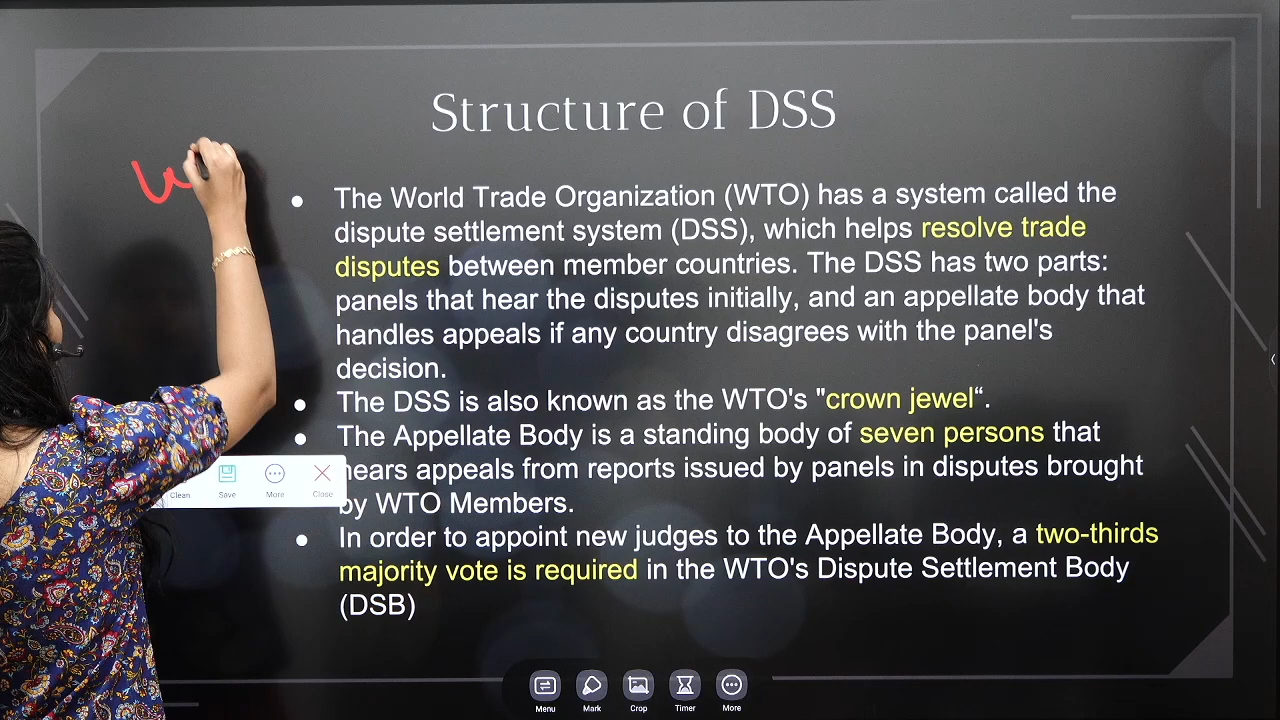 Structure of DSS
● The World Trade Organization (WTO) has a system called the
dispute settlement system (DSS), which helps resolve trade
disputes between member countries. The DSS has two parts:
panels that hear the disputes initially, and an appellate body that
handles appeals if any country disagrees with the panel's
decision.
● The DSS is also known as the WTO's "crown jewel“.
● The Appellate Body is a standing body of seven persons that
hears appeals from reports issued by panels in disputes brought
by WTO Members.
● In order to appoint new judges to the Appellate Body, a two-thirds
majority vote is required in the WTO's Dispute Settlement Body
(DSB)
Clean Save More Close
Menu Mark Crop Timer More